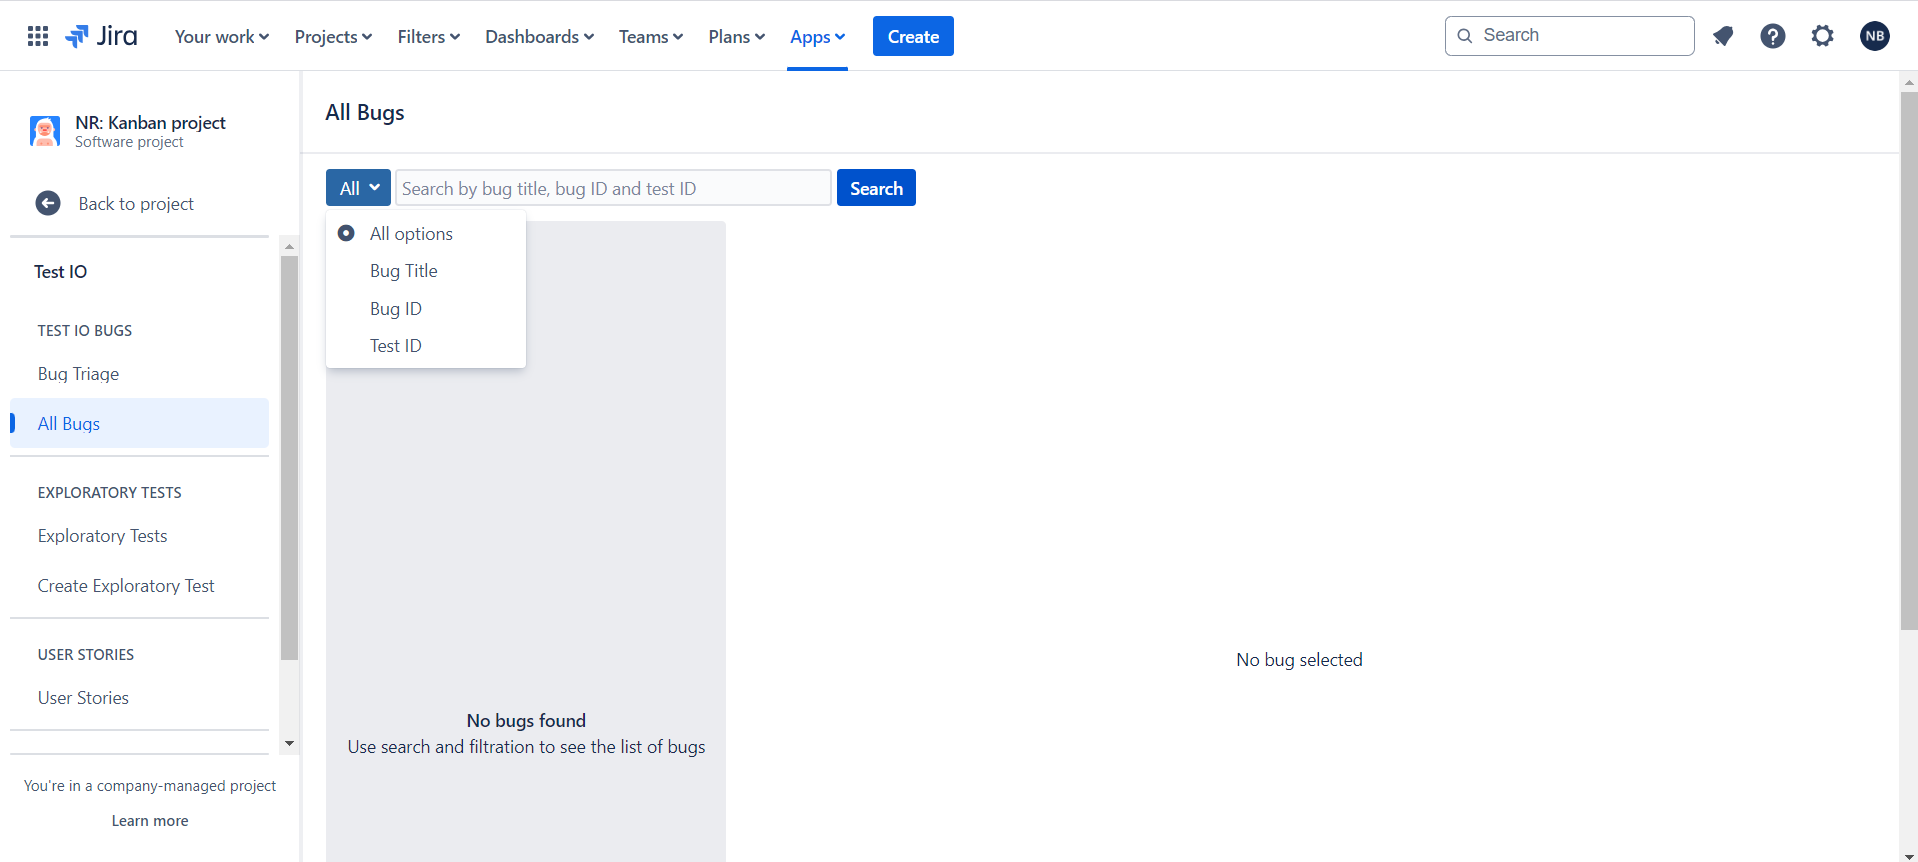 Jira
Your work
Projects
Filters
Dashboards
Teams
Plans
Apps
Create
Search
NB
NR: Kanban project
Software project
Back to project
Test IO
TEST IO BUGS
Bug Triage
All Bugs
EXPLORATORY TESTS
Exploratory Tests
Create Exploratory Test
USER STORIES
User Stories
You're in a company-managed project
Learn more
All Bugs
All
Search by bug title, bug ID and test ID
Search
All options
Bug Title
Bug ID
Test ID
No bugs found
Use search and filtration to see the list of bugs
No bug selected